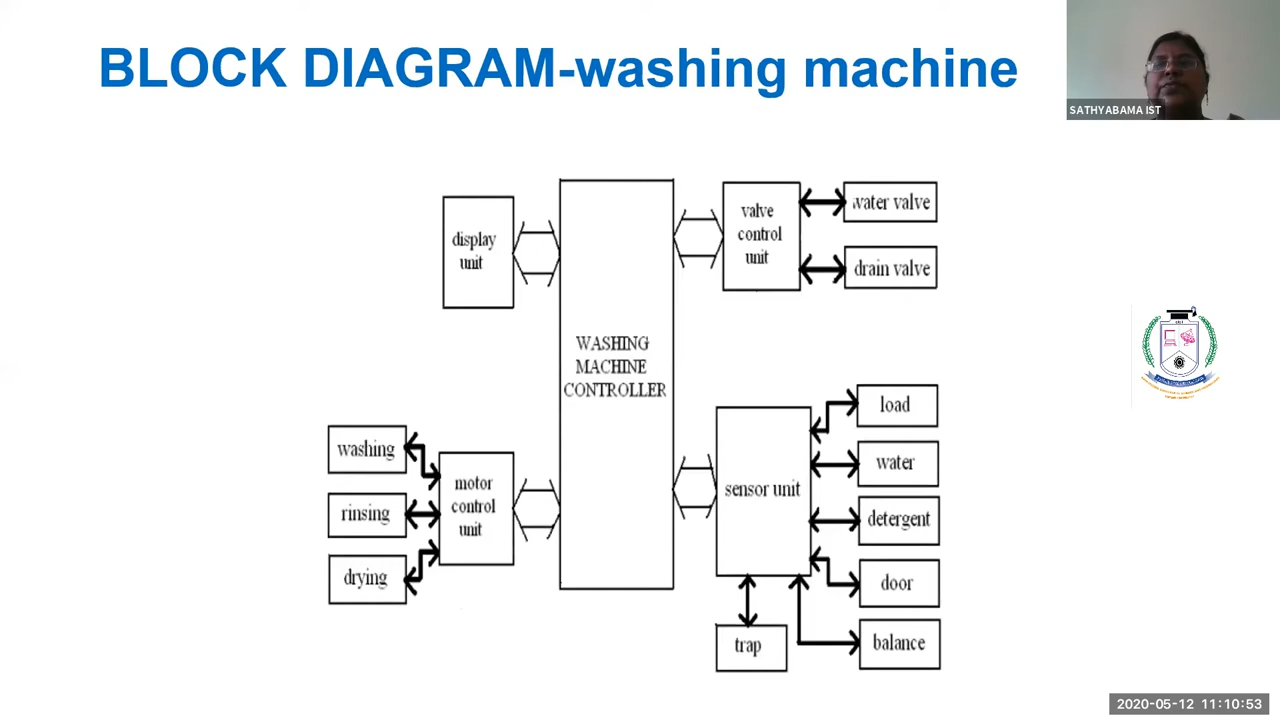 BLOCK DIAGRAM-washing machine
SATHYABAMA IST
display
unit
WASHING
MACHINE
CONTROLLER
valve
control
unit
water valve
drain valve
washing
rinsing
drying
motor
control
unit
sensor unit
load
water
detergent
door
balance
trap
2020-05-12 11:10:53